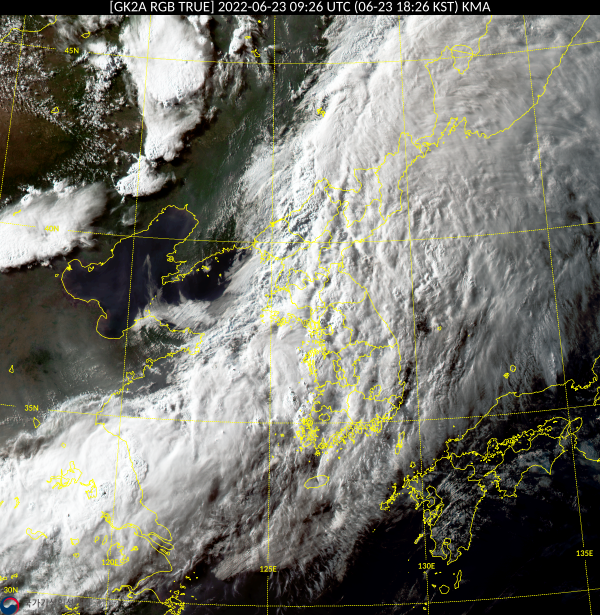 [GK2A RGB TRUE] 2022-06-23 09:26 UTC (06-23 18:26 KST) KMA
45N
35N
120E
125E
130E
135E
30N